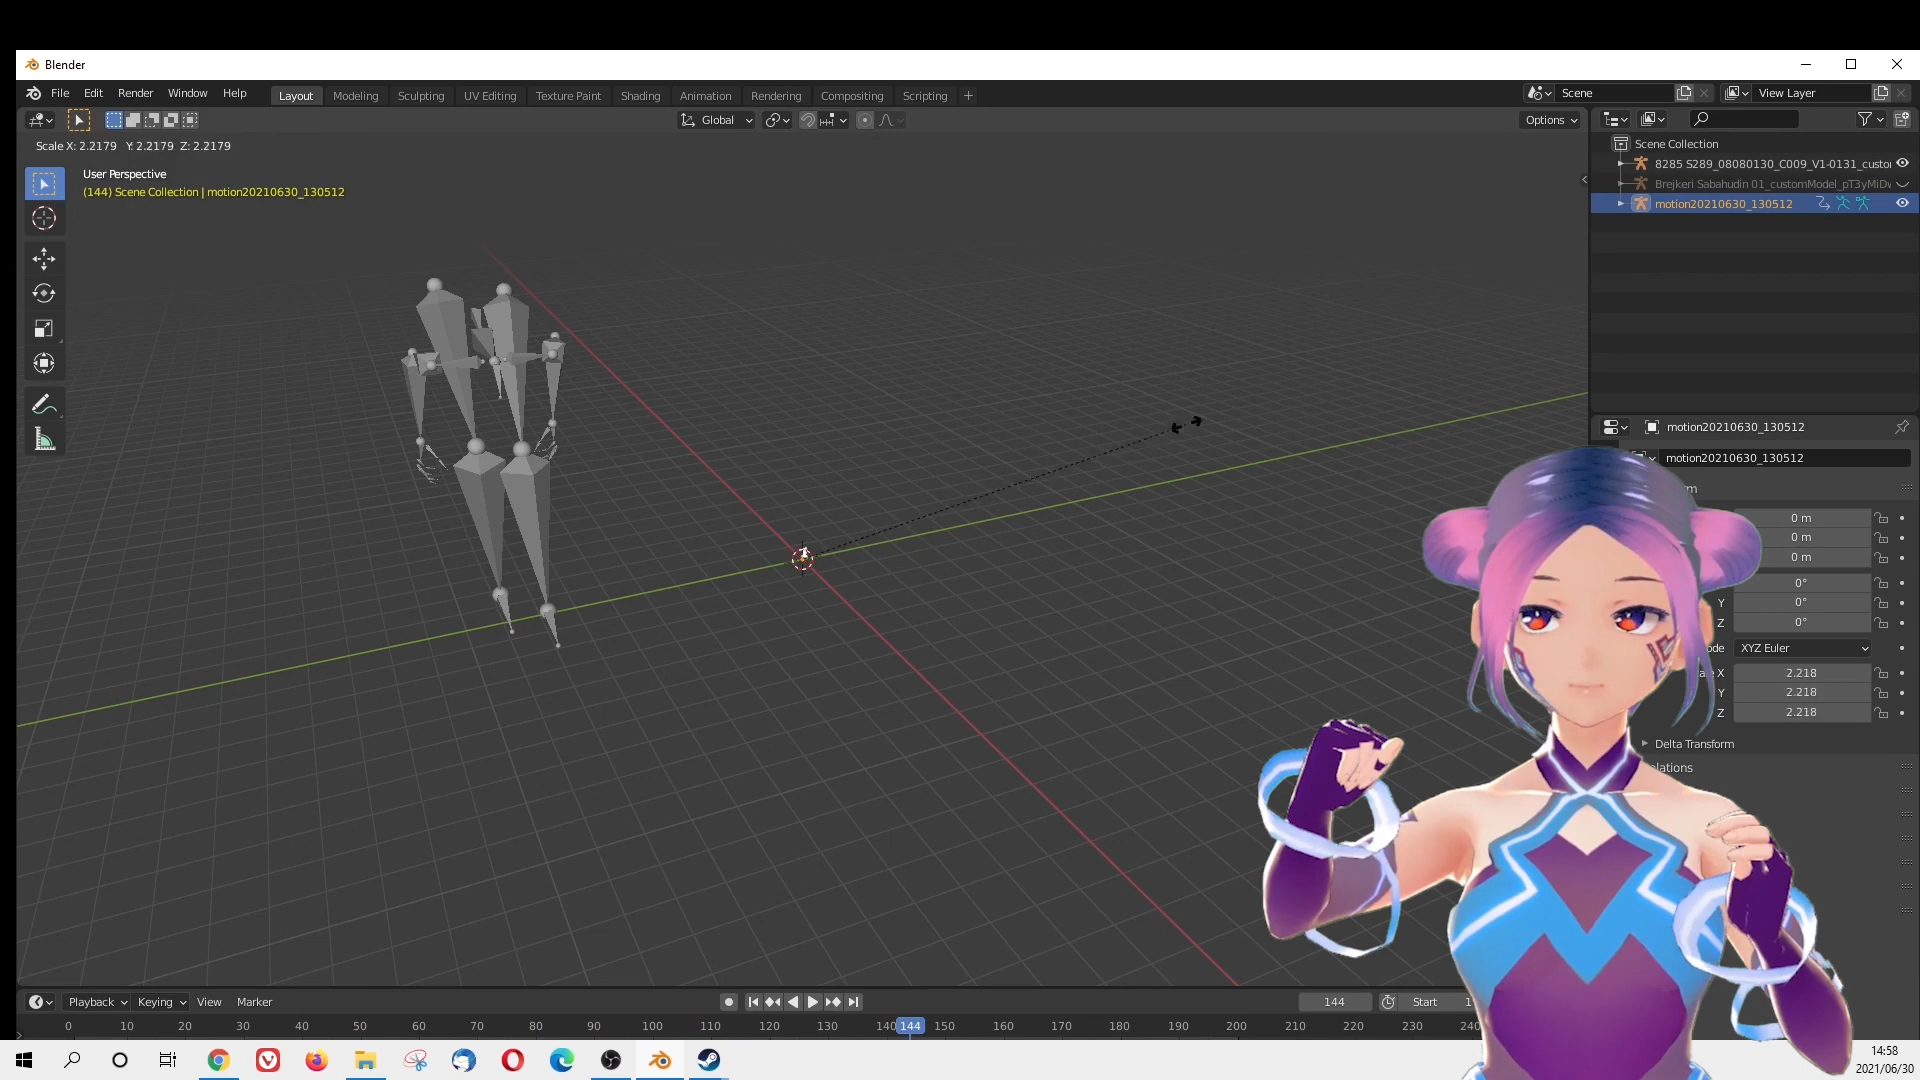 Blender
File Edit Render Window Help Layout Modeling Sculpting UV Editing Texture Paint Shading Animation Rendering Compositing Scripting + Scene View Layer
Global Options
Scale X: 2.2179 Y: 2.2179 Z: 2.2179
User Perspective
(144) Scene Collection | motion20210630_130512
Scene Collection
8285 S289_08080130_C009_V1-0131_custo
Brejkeri Sabahudin 01_customModel_pT3yMiD
motion20210630_130512
motion20210630_130512
motion20210630_130512
m
0 m
0 m
0 m
0°
Y 0°
Z 0°
ode XYZ Euler
X 2.218
Y 2.218
Z 2.218
Delta Transform
elations
Playback Keying View Marker 144 Start 1
0 10 20 30 40 50 60 70 80 90 100 110 120 130 140 144 150 160 170 180 190 200 210 220 230 240
14:58
2021/06/30